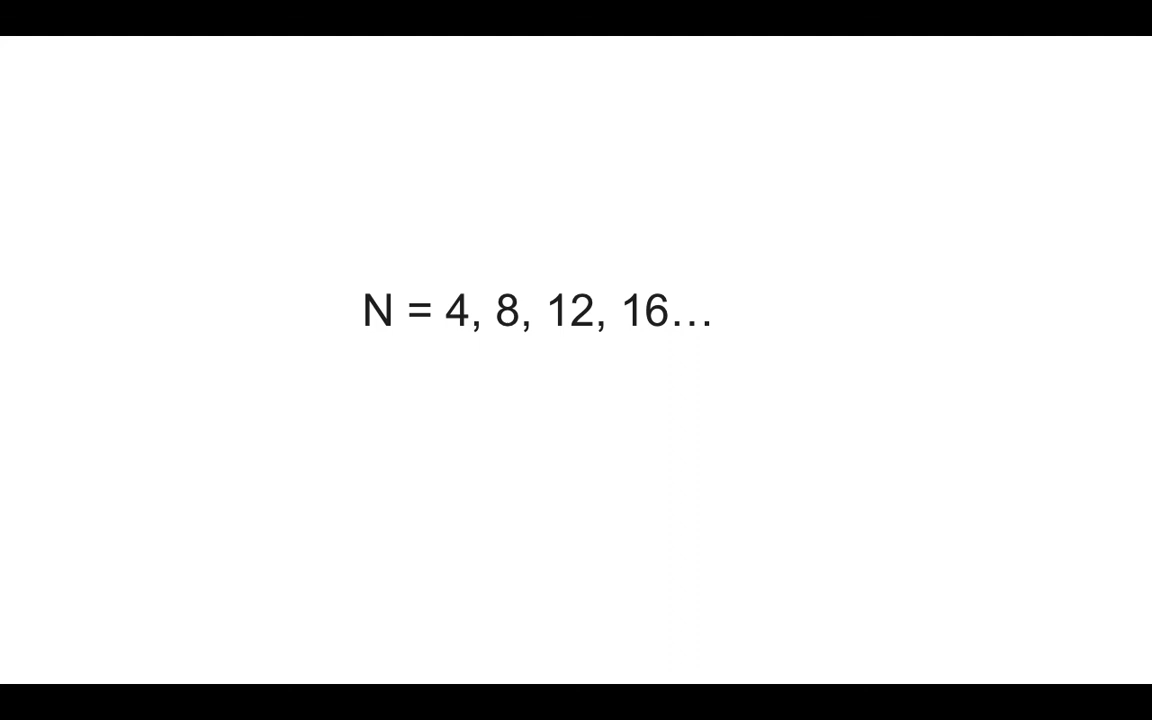 N = 4, 8, 12, 16…